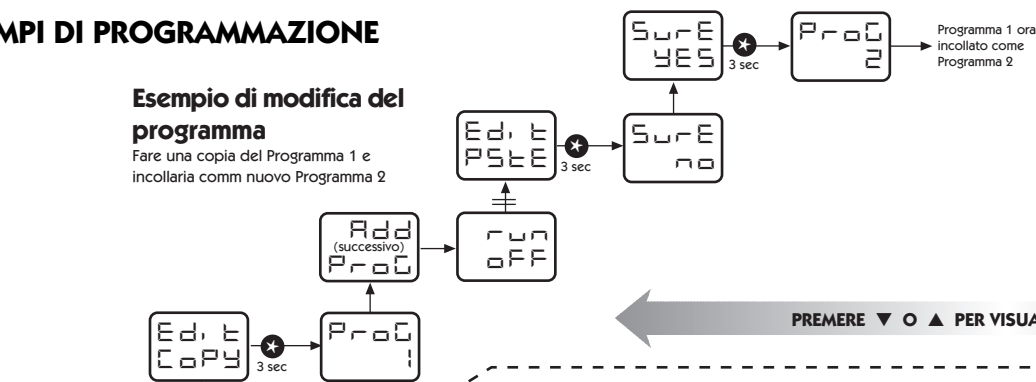 MPI DI PROGRAMMAZIONE
Esempio di modifica del
programma
Fare una copia del Programma 1 e
incollaria comm nuovo Programma 2
Edit
CoPY
3 sec
ProG
1
Add
(successivo)
ProG
run
oFF
Edit
PStE
3 sec
SurE
no
SurE
YES
3 sec
ProG
2
Programma 1 ora
incollato come
Programma 2
PREMERE ▼ O ▲ PER VISUA